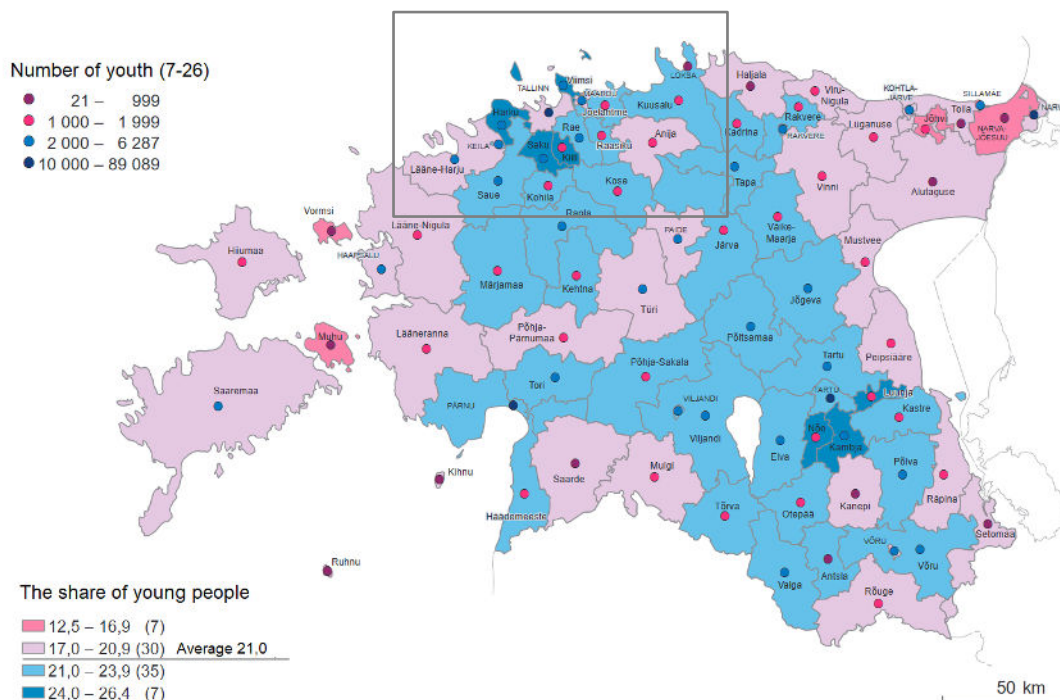 Number of youth (7-26)
21 – 999
1 000 – 1 999
2 000 – 6 287
10 000 – 89 089
TALLINN
Viimsi
MAARDU
Jõelähtme
LOKSA
Kuusalu
Haljala
Viru-
Nigula
KOHTLA-
JÄRVE
SILLAMÄE
Harku
Rae
Raasiku
Anija
Kadrina
Rakvere
RAKVERE
Lüganuse
Jõhvi
Toila
NARVA-
JÕESUU
KEILA
Saku
Kiili
Lääne-Harju
Saue
Kohila
Kose
Tapa
Vinni
Alutaguse
Vormsi
Lääne-Nigula
Rapla
PAIDE
Järva
Väike-
Maarja
Mustvee
Hiiumaa
HAAPSALU
Märjamaa
Kehtna
Türi
Jõgeva
Muhu
Lääneranna
Põhja-
Pärnumaa
Põltsamaa
Peipsiääre
Saaremaa
Põhja-Sakala
Tartu
Tori
TARTU
Luunja
PÄRNU
VILJANDI
Kastre
Viljandi
Nõo
Kambja
Elva
Põlva
Kihnu
Saarde
Mulgi
Räpina
Häädemeeste
Tõrva
Otepää
Kanepi
Setomaa
VÕRU
Võru
Ruhnu
Valga
Antsla
Rõuge
The share of young people
12,5 – 16,9 (7)
17,0 – 20,9 (30) Average 21,0
21,0 – 23,9 (35)
24,0 – 26,4 (7)
50 km